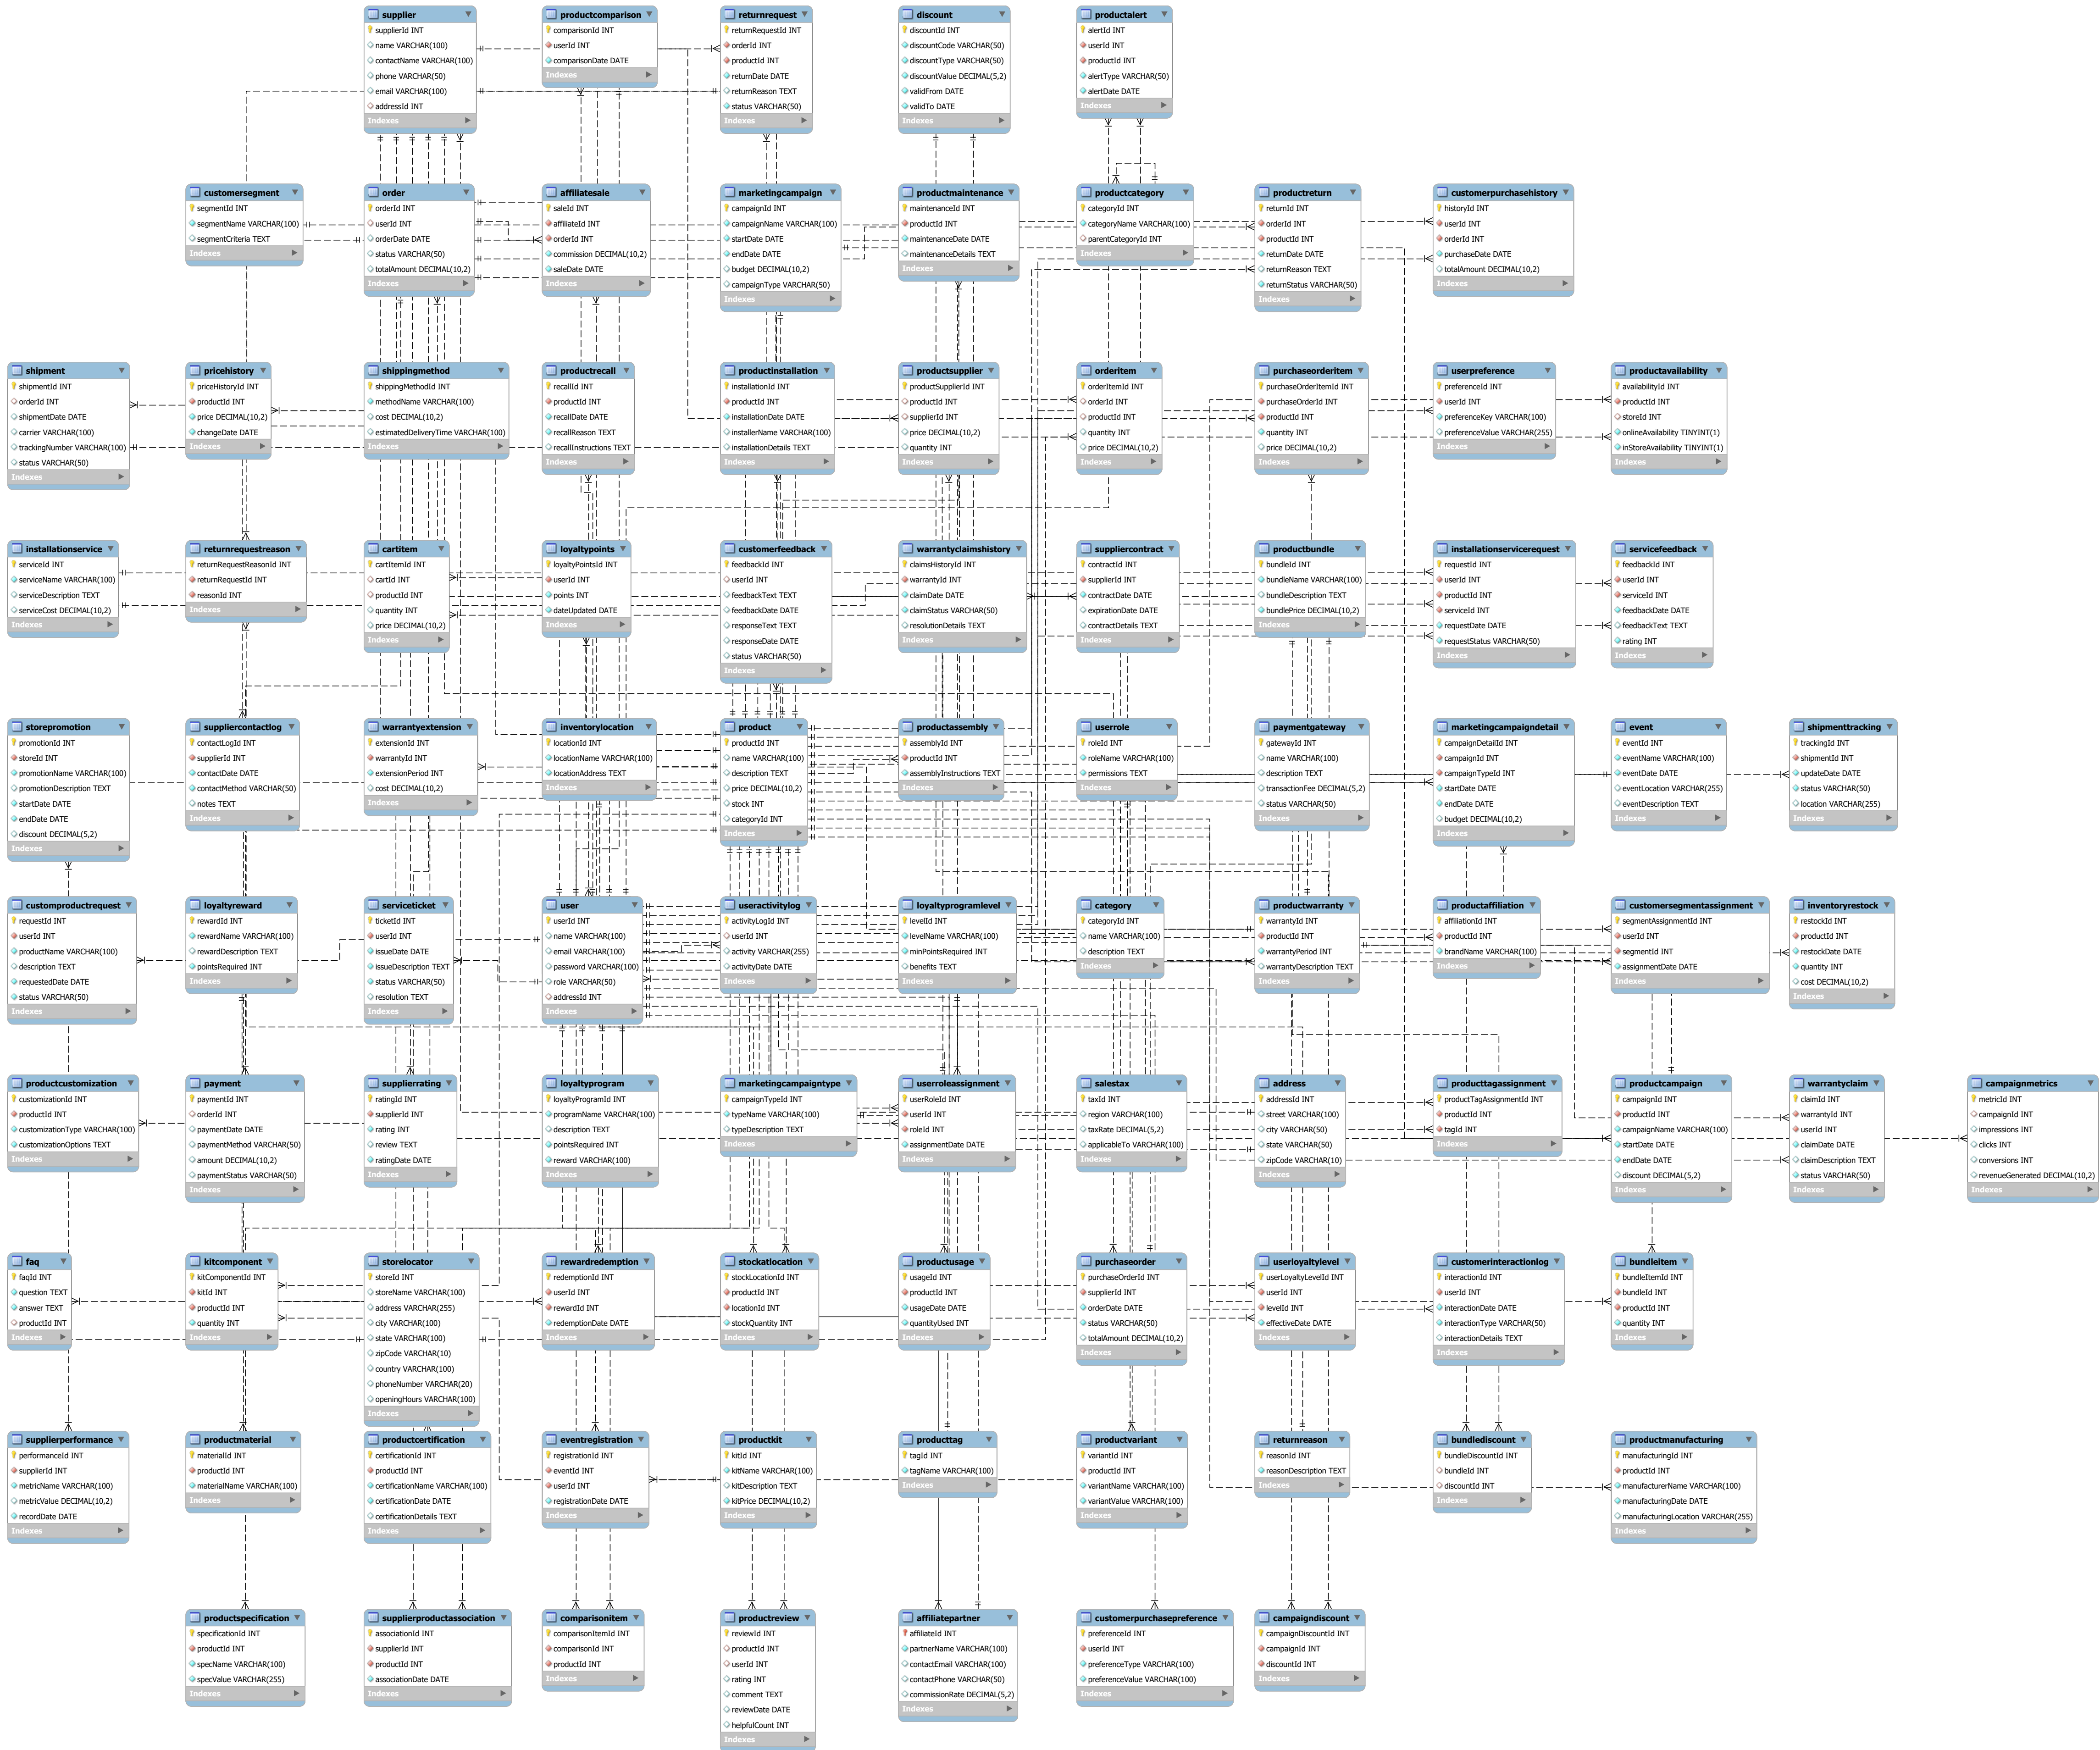 supplier
supplierId INT
name VARCHAR(100)
contactName VARCHAR(100)
phone VARCHAR(50)
email VARCHAR(100)
addressId INT
Indexes
productcomparison
comparisonId INT
userId INT
comparisonDate DATE
Indexes
returnrequest
returnRequestId INT
orderId INT
productId INT
returnDate DATE
returnReason TEXT
status VARCHAR(50)
Indexes
discount
discountId INT
discountCode VARCHAR(50)
discountType VARCHAR(50)
discountValue DECIMAL(5,2)
validFrom DATE
validTo DATE
Indexes
productalert
alertId INT
userId INT
productId INT
alertType VARCHAR(50)
alertDate DATE
Indexes
customersegment
segmentId INT
segmentName VARCHAR(100)
segmentCriteria TEXT
Indexes
order
orderId INT
userId INT
orderDate DATE
status VARCHAR(50)
totalAmount DECIMAL(10,2)
Indexes
affiliatesale
saleId INT
affiliateId INT
orderId INT
commission DECIMAL(10,2)
saleDate DATE
Indexes
marketingcampaign
campaignId INT
campaignName VARCHAR(100)
startDate DATE
endDate DATE
budget DECIMAL(10,2)
campaignType VARCHAR(50)
Indexes
productmaintenance
maintenanceId INT
productId INT
maintenanceDate DATE
maintenanceDetails TEXT
Indexes
productcategory
categoryId INT
categoryName VARCHAR(100)
parentCategoryId INT
Indexes
productreturn
returnId INT
orderId INT
productId INT
returnDate DATE
returnReason TEXT
returnStatus VARCHAR(50)
Indexes
customerpurchasehistory
historyId INT
userId INT
orderId INT
purchaseDate DATE
totalAmount DECIMAL(10,2)
Indexes
shipment
shipmentId INT
orderId INT
shipmentDate DATE
carrier VARCHAR(100)
trackingNumber VARCHAR(100)
status VARCHAR(50)
Indexes
pricehistory
priceHistoryId INT
productId INT
price DECIMAL(10,2)
changeDate DATE
Indexes
shippingmethod
shippingMethodId INT
methodName VARCHAR(100)
cost DECIMAL(10,2)
estimatedDeliveryTime VARCHAR(100)
Indexes
productrecall
recallId INT
productId INT
recallDate DATE
recallReason TEXT
recallInstructions TEXT
Indexes
productinstallation
installationId INT
productId INT
installationDate DATE
installerName VARCHAR(100)
installationDetails TEXT
Indexes
productsupplier
productSupplierId INT
productId INT
supplierId INT
price DECIMAL(10,2)
quantity INT
Indexes
orderitem
orderItemId INT
orderId INT
productId INT
quantity INT
price DECIMAL(10,2)
Indexes
purchaseorderitem
purchaseOrderItemId INT
purchaseOrderId INT
productId INT
quantity INT
price DECIMAL(10,2)
Indexes
userpreference
preferenceId INT
userId INT
preferenceKey VARCHAR(100)
preferenceValue VARCHAR(255)
Indexes
productavailability
availabilityId INT
productId INT
storeId INT
onlineAvailability TINYINT(1)
inStoreAvailability TINYINT(1)
Indexes
installationservice
serviceId INT
serviceName VARCHAR(100)
serviceDescription TEXT
serviceCost DECIMAL(10,2)
Indexes
returnrequestreason
returnRequestReasonId INT
returnRequestId INT
reasonId INT
Indexes
cartitem
cartItemId INT
cartId INT
productId INT
quantity INT
price DECIMAL(10,2)
Indexes
loyaltypoints
loyaltyPointsId INT
userId INT
points INT
dateUpdated DATE
Indexes
customerfeedback
feedbackId INT
userId INT
feedbackText TEXT
feedbackDate DATE
responseText TEXT
responseDate DATE
status VARCHAR(50)
Indexes
warrantyclaimshistory
claimsHistoryId INT
warrantyId INT
claimDate DATE
claimStatus VARCHAR(50)
resolutionDetails TEXT
Indexes
suppliercontract
contractId INT
supplierId INT
contractDate DATE
expirationDate DATE
contractDetails TEXT
Indexes
productbundle
bundleId INT
bundleName VARCHAR(100)
bundleDescription TEXT
bundlePrice DECIMAL(10,2)
Indexes
installationservicerequest
requestId INT
userId INT
productId INT
serviceId INT
requestDate DATE
requestStatus VARCHAR(50)
Indexes
servicefeedback
feedbackId INT
userId INT
serviceId INT
feedbackDate DATE
feedbackText TEXT
rating INT
Indexes
storepromotion
promotionId INT
storeId INT
promotionName VARCHAR(100)
promotionDescription TEXT
startDate DATE
endDate DATE
discount DECIMAL(5,2)
Indexes
suppliercontactlog
contactLogId INT
supplierId INT
contactDate DATE
contactMethod VARCHAR(50)
notes TEXT
Indexes
warrantyextension
extensionId INT
warrantyId INT
extensionPeriod INT
cost DECIMAL(10,2)
Indexes
inventorylocation
locationId INT
locationName VARCHAR(100)
locationAddress TEXT
Indexes
product
productId INT
name VARCHAR(100)
description TEXT
price DECIMAL(10,2)
stock INT
categoryId INT
Indexes
productassembly
assemblyId INT
productId INT
assemblyInstructions TEXT
Indexes
userrole
roleId INT
roleName VARCHAR(100)
permissions TEXT
Indexes
paymentgateway
gatewayId INT
name VARCHAR(100)
description TEXT
transactionFee DECIMAL(5,2)
status VARCHAR(50)
Indexes
marketingcampaigndetail
campaignDetailId INT
campaignId INT
campaignTypeId INT
startDate DATE
endDate DATE
budget DECIMAL(10,2)
Indexes
event
eventId INT
eventName VARCHAR(100)
eventDate DATE
eventLocation VARCHAR(255)
eventDescription TEXT
Indexes
shipmenttracking
trackingId INT
shipmentId INT
updateDate DATE
status VARCHAR(50)
location VARCHAR(255)
Indexes
customproductrequest
requestId INT
userId INT
productName VARCHAR(100)
description TEXT
requestedDate DATE
status VARCHAR(50)
Indexes
loyaltyreward
rewardId INT
rewardName VARCHAR(100)
rewardDescription TEXT
pointsRequired INT
Indexes
serviceticket
ticketId INT
userId INT
issueDate DATE
issueDescription TEXT
status VARCHAR(50)
resolution TEXT
Indexes
user
userId INT
name VARCHAR(100)
email VARCHAR(100)
password VARCHAR(100)
role VARCHAR(50)
addressId INT
Indexes
useractivitylog
activityLogId INT
userId INT
activity VARCHAR(255)
activityDate DATE
Indexes
loyaltyprogramlevel
levelId INT
levelName VARCHAR(100)
minPointsRequired INT
benefits TEXT
Indexes
category
categoryId INT
name VARCHAR(100)
description TEXT
Indexes
productwarranty
warrantyId INT
productId INT
warrantyPeriod INT
warrantyDescription TEXT
Indexes
productaffiliation
affiliationId INT
productId INT
brandName VARCHAR(100)
Indexes
customersegmentassignment
segmentAssignmentId INT
userId INT
segmentId INT
assignmentDate DATE
Indexes
inventoryrestock
restockId INT
productId INT
restockDate DATE
quantity INT
cost DECIMAL(10,2)
Indexes
productcustomization
customizationId INT
productId INT
customizationType VARCHAR(100)
customizationOptions TEXT
Indexes
payment
paymentId INT
orderId INT
paymentDate DATE
paymentMethod VARCHAR(50)
amount DECIMAL(10,2)
paymentStatus VARCHAR(50)
Indexes
supplierrating
ratingId INT
supplierId INT
rating INT
review TEXT
ratingDate DATE
Indexes
loyaltyprogram
loyaltyProgramId INT
programName VARCHAR(100)
description TEXT
pointsRequired INT
reward VARCHAR(100)
Indexes
marketingcampaigntype
campaignTypeId INT
typeName VARCHAR(100)
typeDescription TEXT
Indexes
userroleassignment
userRoleId INT
userId INT
roleId INT
assignmentDate DATE
Indexes
salestax
taxId INT
region VARCHAR(100)
taxRate DECIMAL(5,2)
applicableTo VARCHAR(100)
Indexes
address
addressId INT
street VARCHAR(100)
city VARCHAR(50)
state VARCHAR(50)
zipCode VARCHAR(10)
Indexes
producttagassignment
productTagAssignmentId INT
productId INT
tagId INT
Indexes
productcampaign
campaignId INT
productId INT
campaignName VARCHAR(100)
startDate DATE
endDate DATE
discount DECIMAL(5,2)
Indexes
warrantyclaim
claimId INT
warrantyId INT
userId INT
claimDate DATE
claimDescription TEXT
status VARCHAR(50)
Indexes
campaignmetrics
metricId INT
campaignId INT
impressions INT
clicks INT
conversions INT
revenueGenerated DECIMAL(10,2)
Indexes
faq
faqId INT
question TEXT
answer TEXT
productId INT
Indexes
kitcomponent
kitComponentId INT
kitId INT
productId INT
quantity INT
Indexes
storelocator
storeId INT
storeName VARCHAR(100)
address VARCHAR(255)
city VARCHAR(100)
state VARCHAR(100)
zipCode VARCHAR(10)
country VARCHAR(100)
phoneNumber VARCHAR(20)
openingHours VARCHAR(100)
Indexes
rewardredemption
redemptionId INT
userId INT
rewardId INT
redemptionDate DATE
Indexes
stockatlocation
stockLocationId INT
productId INT
locationId INT
stockQuantity INT
Indexes
productusage
usageId INT
productId INT
usageDate DATE
quantityUsed INT
Indexes
purchaseorder
purchaseOrderId INT
supplierId INT
orderDate DATE
status VARCHAR(50)
totalAmount DECIMAL(10,2)
Indexes
userloyaltylevel
userLoyaltyLevelId INT
userId INT
levelId INT
effectiveDate DATE
Indexes
customerinteractionlog
interactionId INT
userId INT
interactionDate DATE
interactionType VARCHAR(50)
interactionDetails TEXT
Indexes
bundleitem
bundleItemId INT
bundleId INT
productId INT
quantity INT
Indexes
supplierperformance
performanceId INT
supplierId INT
metricName VARCHAR(100)
metricValue DECIMAL(10,2)
recordDate DATE
Indexes
productmaterial
materialId INT
productId INT
materialName VARCHAR(100)
Indexes
productcertification
certificationId INT
productId INT
certificationName VARCHAR(100)
certificationDate DATE
certificationDetails TEXT
Indexes
eventregistration
registrationId INT
eventId INT
userId INT
registrationDate DATE
Indexes
productkit
kitId INT
kitName VARCHAR(100)
kitDescription TEXT
kitPrice DECIMAL(10,2)
Indexes
producttag
tagId INT
tagName VARCHAR(100)
Indexes
productvariant
variantId INT
productId INT
variantName VARCHAR(100)
variantValue VARCHAR(100)
Indexes
returnreason
reasonId INT
reasonDescription TEXT
Indexes
bundlediscount
bundleDiscountId INT
bundleId INT
discountId INT
Indexes
productmanufacturing
manufacturingId INT
productId INT
manufacturerName VARCHAR(100)
manufacturingDate DATE
manufacturingLocation VARCHAR(255)
Indexes
productspecification
specificationId INT
productId INT
specName VARCHAR(100)
specValue VARCHAR(255)
Indexes
supplierproductassociation
associationId INT
supplierId INT
productId INT
associationDate DATE
Indexes
comparisonitem
comparisonItemId INT
comparisonId INT
productId INT
Indexes
productreview
reviewId INT
productId INT
userId INT
rating INT
comment TEXT
reviewDate DATE
helpfulCount INT
Indexes
affiliatepartner
affiliateId INT
partnerName VARCHAR(100)
contactEmail VARCHAR(100)
contactPhone VARCHAR(50)
commissionRate DECIMAL(5,2)
Indexes
customerpurchasepreference
preferenceId INT
userId INT
preferenceType VARCHAR(100)
preferenceValue VARCHAR(100)
Indexes
campaigndiscount
campaignDiscountId INT
campaignId INT
discountId INT
Indexes